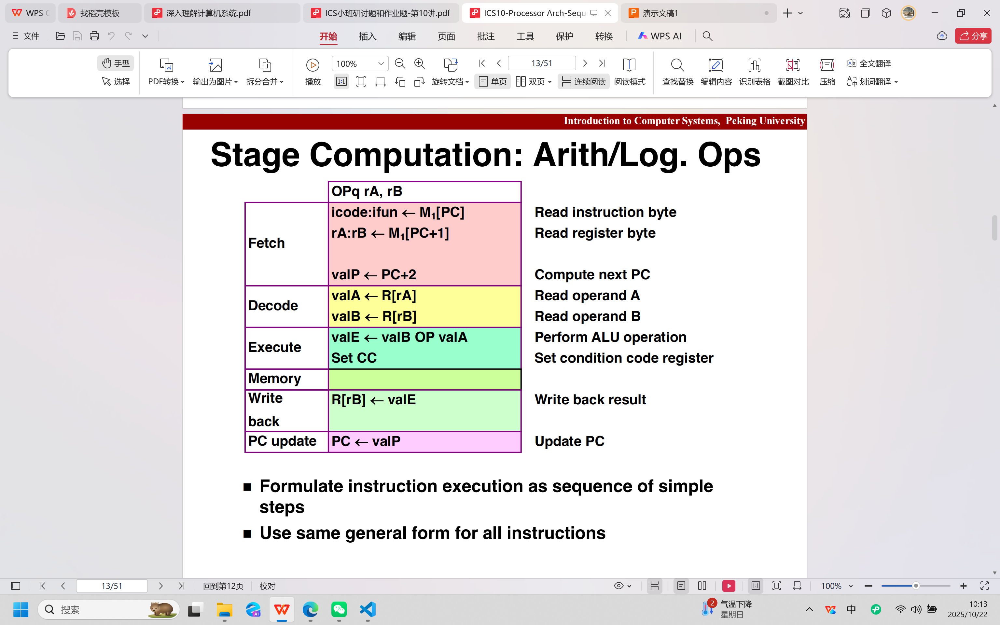 WPS
找稻壳模板
深入理解计算机系统.pdf
ICS小班研讨题和作业题-第10讲.pdf
ICS10-Processor Arch-Sequ
演示文稿1
文件
开始
插入
编辑
页面
批注
工具
保护
转换
WPS AI
分享
手型
选择
PDF转换
输出为图片
拆分合并
播放
100%
旋转文档
13/51
单页
双页
连续阅读
阅读模式
查找替换
编辑内容
识别表格
截图对比
压缩
全文翻译
划词翻译
Introduction to Computer Systems, Peking University
Stage Computation: Arith/Log. Ops
OPq rA, rB
Fetch
icode:ifun ← M₁[PC]
Read instruction byte
rA:rB ← M₁[PC+1]
Read register byte
valP ← PC+2
Compute next PC
Decode
valA ← R[rA]
Read operand A
valB ← R[rB]
Read operand B
Execute
valE ← valB OP valA
Perform ALU operation
Set CC
Set condition code register
Memory
Write
back
R[rB] ← valE
Write back result
PC update
PC ← valP
Update PC
■ Formulate instruction execution as sequence of simple
steps
■ Use same general form for all instructions
13/51
回到第12页
校对
100%
搜索
2
气温下降
星期日
中
10:13
2025/10/22